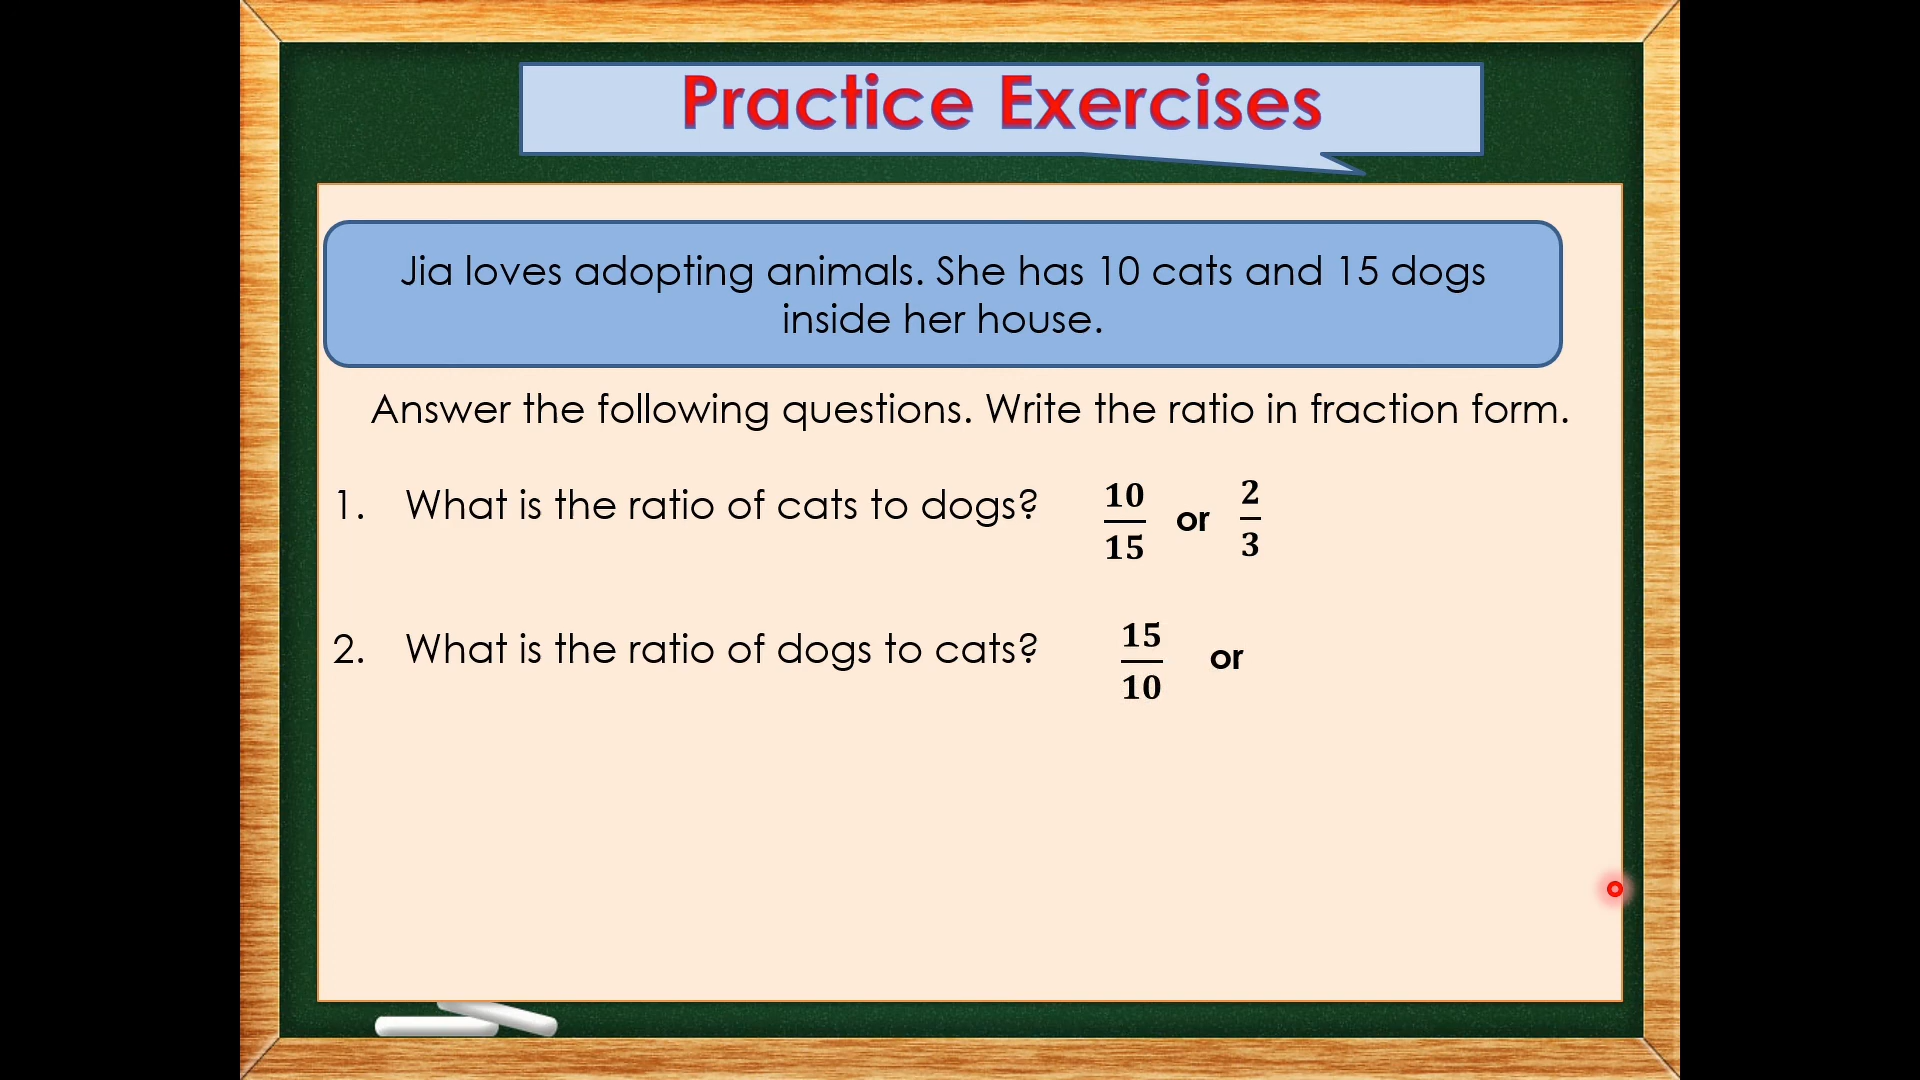 Practice Exercises
Jia loves adopting animals. She has 10 cats and 15 dogs
inside her house.
Answer the following questions. Write the ratio in fraction form.
1. What is the ratio of cats to dogs? 10/15 or 2/3
2. What is the ratio of dogs to cats? 15/10 or